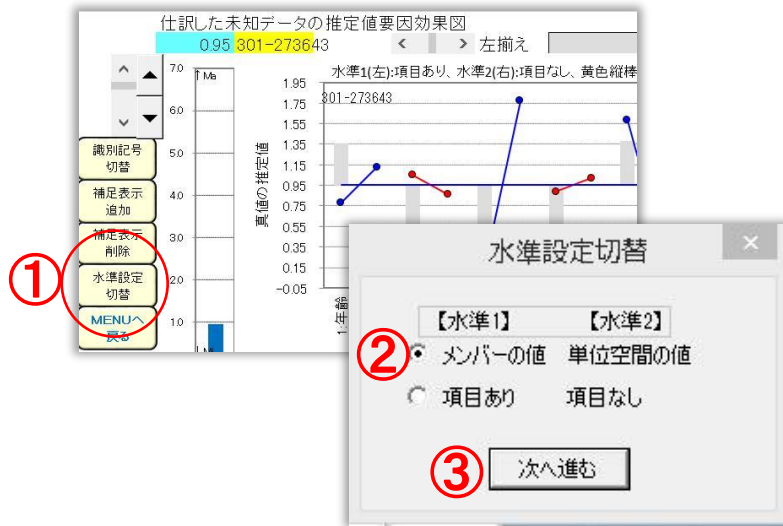 仕訳した未知データの推定値要因効果図
0.95 301-273643 < > 左揃え
水準1(左):項目あり、水準2(右):項目なし、黄色縦棒
301-273643
7.0
6.0
5.0
4.0
3.0
2.0
1.0
↑Ma
真値の推定値
1.95
1.75
1.55
1.35
1.15
0.95
0.75
0.55
0.35
0.15
-0.05
1:年齢
識別記号
切替
補足表示
追加
補足表示
削除
①
水準設定
切替
MENUへ
戻る
水準設定切替
×
【水準1】 【水準2】
② メンバーの値 単位空間の値
項目あり 項目なし
③ 次へ進む